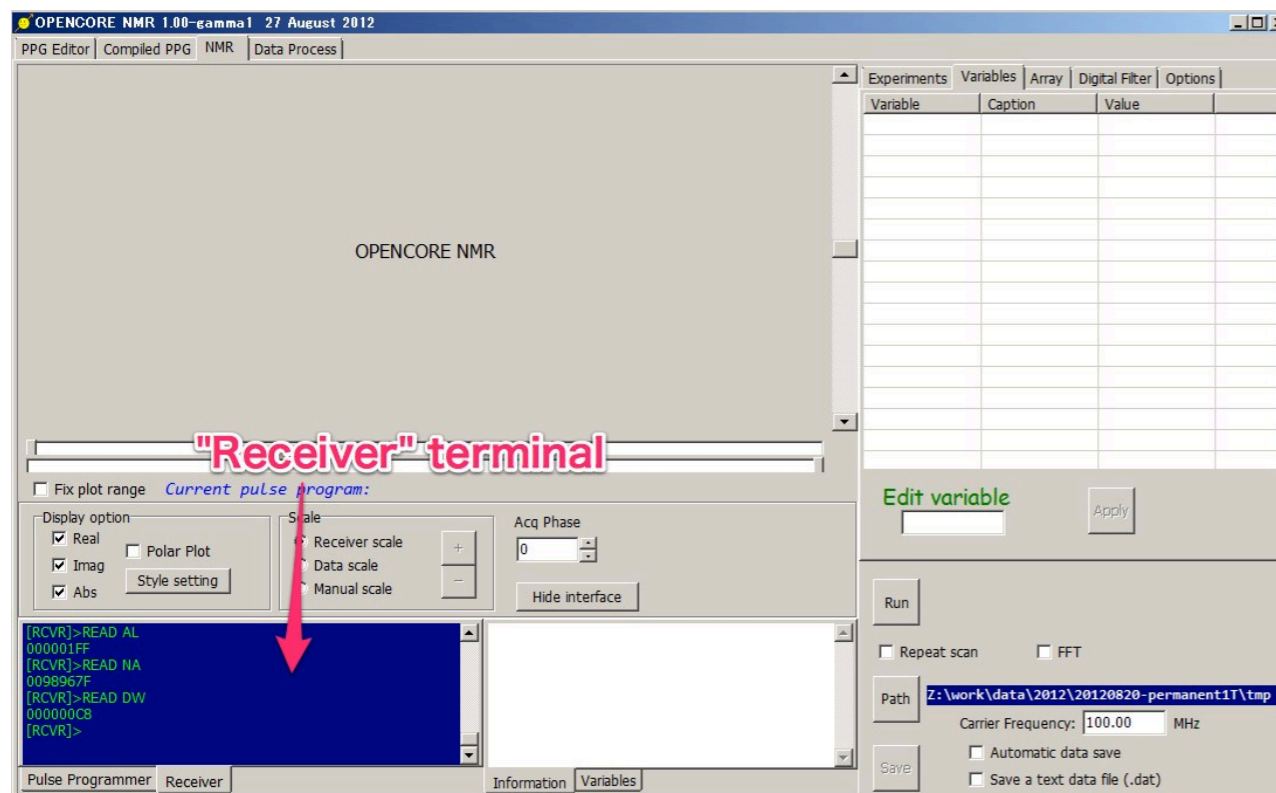 OPENCORE NMR 1.00-gamma1 27 August 2012
PPG Editor Compiled PPG NMR Data Process
Experiments Variables Array Digital Filter Options
Variable Caption Value
OPENCORE NMR
"Receiver" terminal
Fix plot range Current pulse program:
Edit variable
Apply
Display option
Real
Polar Plot
Imag
Style setting
Abs
Scale
Receiver scale
Data scale
Manual scale
+
-
Acq Phase
0
Hide interface
Run
Repeat scan FFT
Path Z:\work\data\2012\20120820-permanent1T\tmp
Carrier Frequency: 100.00 MHz
Automatic data save
Save
Save a text data file (.dat)
[RCVR]>READ AL
000001FF
[RCVR]>READ NA
0098967F
[RCVR]>READ DW
000000C8
[RCVR]>
Pulse Programmer Receiver
Information Variables